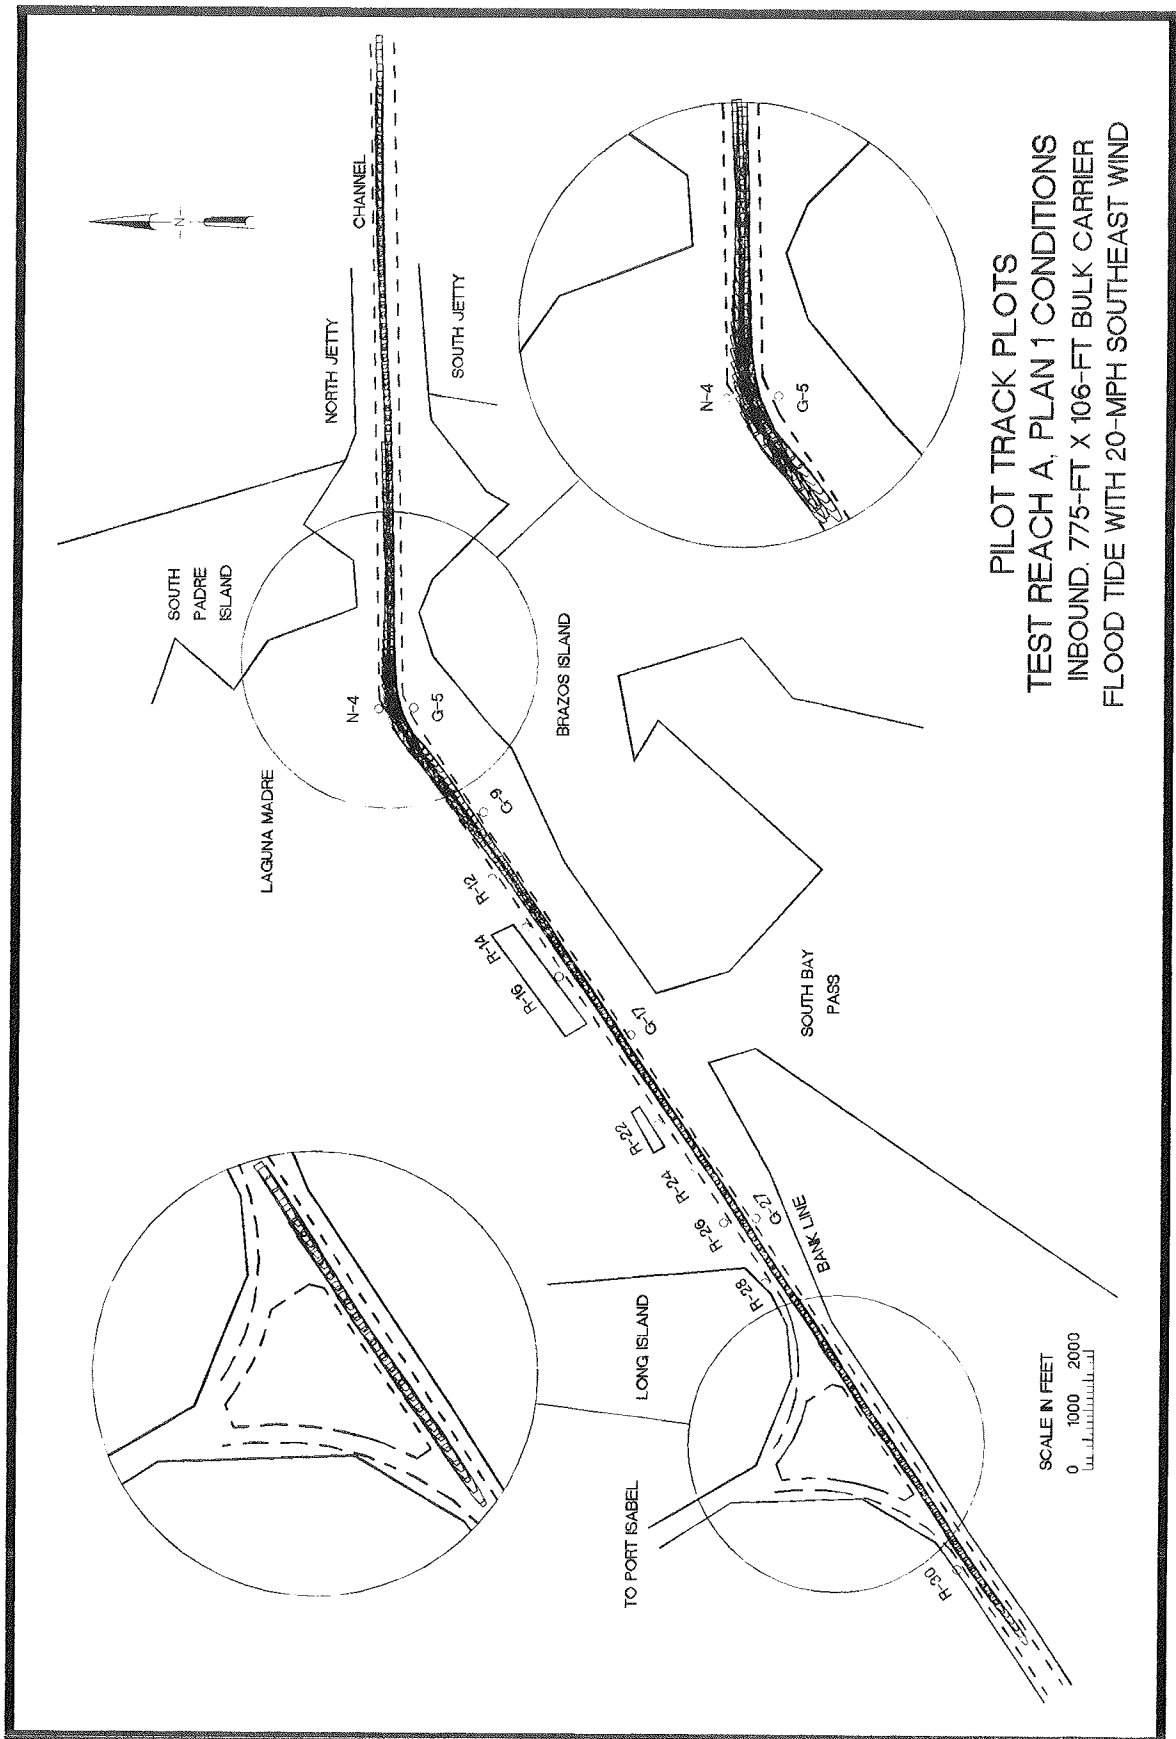 -N-
CHANNEL
NORTH JETTY
SOUTH JETTY
SOUTH
PADRE
ISLAND
N-4
G-5
LAGUNA MADRE
BRAZOS ISLAND
G-9
R-12
R-14
R-16
G-17
SOUTH BAY
PASS
R-22
R-24
R-26
G-27
BANK LINE
R-28
LONG ISLAND
TO PORT ISABEL
R-30
N-4
G-5
SCALE IN FEET
0 1000 2000
PILOT TRACK PLOTS
TEST REACH A, PLAN 1 CONDITIONS
INBOUND, 775-FT X 106-FT BULK CARRIER
FLOOD TIDE WITH 20-MPH SOUTHEAST WIND